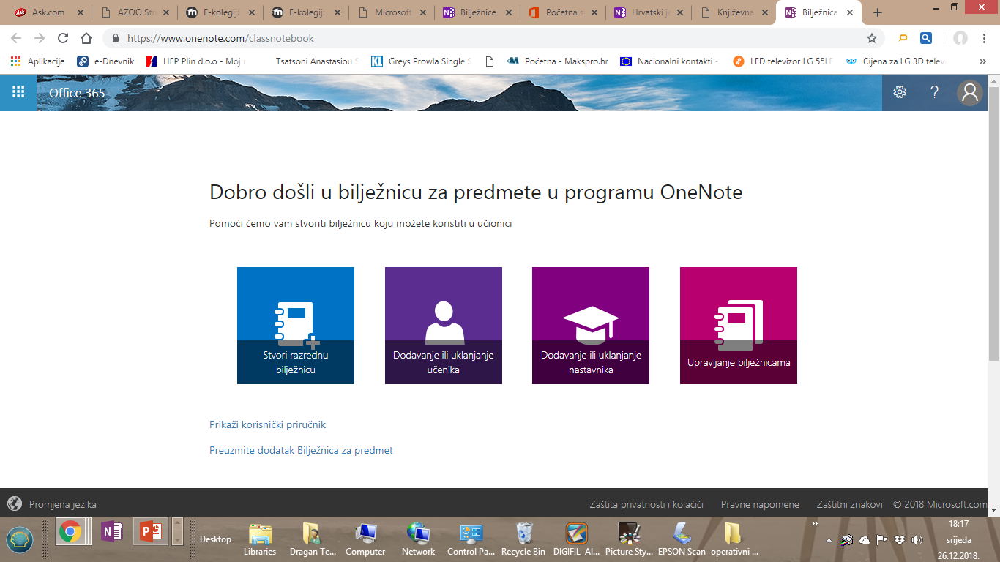 Ask.com
AZOO Str
E-kolegij
E-kolegij
Microsoft
Bilježnice
Početna s
Hrvatski j
Književna
Bilježnica
https://www.onenote.com/classnotebook
Aplikacije
e-Dnevnik
HEP Plin d.o.o - Moj r
Tsatsoni Anastasiou S
Greys Prowla Single S
Početna - Makspro.hr
Nacionalni kontakti -
LED televizor LG 55LF
Cijena za LG 3D telev
»
Office 365
?
Dobro došli u bilježnicu za predmete u programu OneNote
Pomoći ćemo vam stvoriti bilježnicu koju možete koristiti u učionici
Stvori razrednu
bilježnicu
Dodavanje ili uklanjanje
učenika
Dodavanje ili uklanjanje
nastavnika
Upravljanje bilježnicama
Prikaži korisnički priručnik
Preuzmite dodatak Bilježnica za predmet
Promjena jezika
Zaštita privatnosti i kolačići
Pravne napomene
Zaštitni znakovi
© 2018 Microsoft.com
Desktop
Libraries
Dragan Te...
Computer
Network
Control Pa...
Recycle Bin
DIGIFIL AI...
Picture Sty...
EPSON Scan
operativni ...
»
18:17
srijeda
26.12.2018.